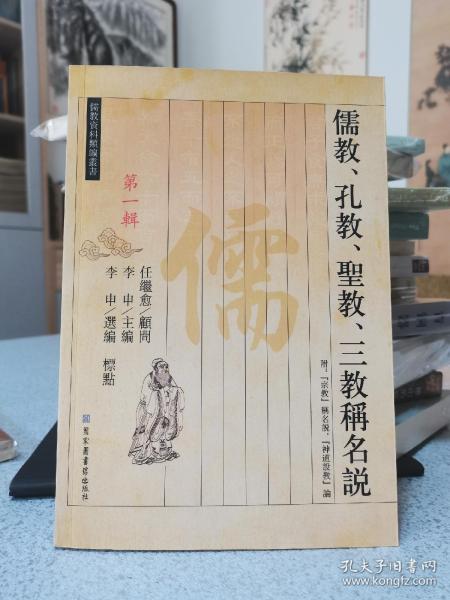 儒教、孔教、聖教、三教稱名説
附：『宗教』稱名説，『神道設教』論
儒
儒教資料類編叢書
第一輯
任繼愈/顧問
李申/主編
李申/選編 標點
國家圖書館出版社
孔夫子旧书网
www.kongfz.com